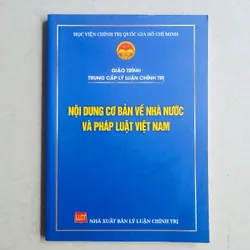 HỌC VIỆN CHÍNH TRỊ QUỐC GIA HỒ CHÍ MINH
GIÁO TRÌNH
TRUNG CẤP LÝ LUẬN CHÍNH TRỊ
NỘI DUNG CƠ BẢN VỀ NHÀ NƯỚC
VÀ PHÁP LUẬT VIỆT NAM
LLCT
NHÀ XUẤT BẢN LÝ LUẬN CHÍNH TRỊ